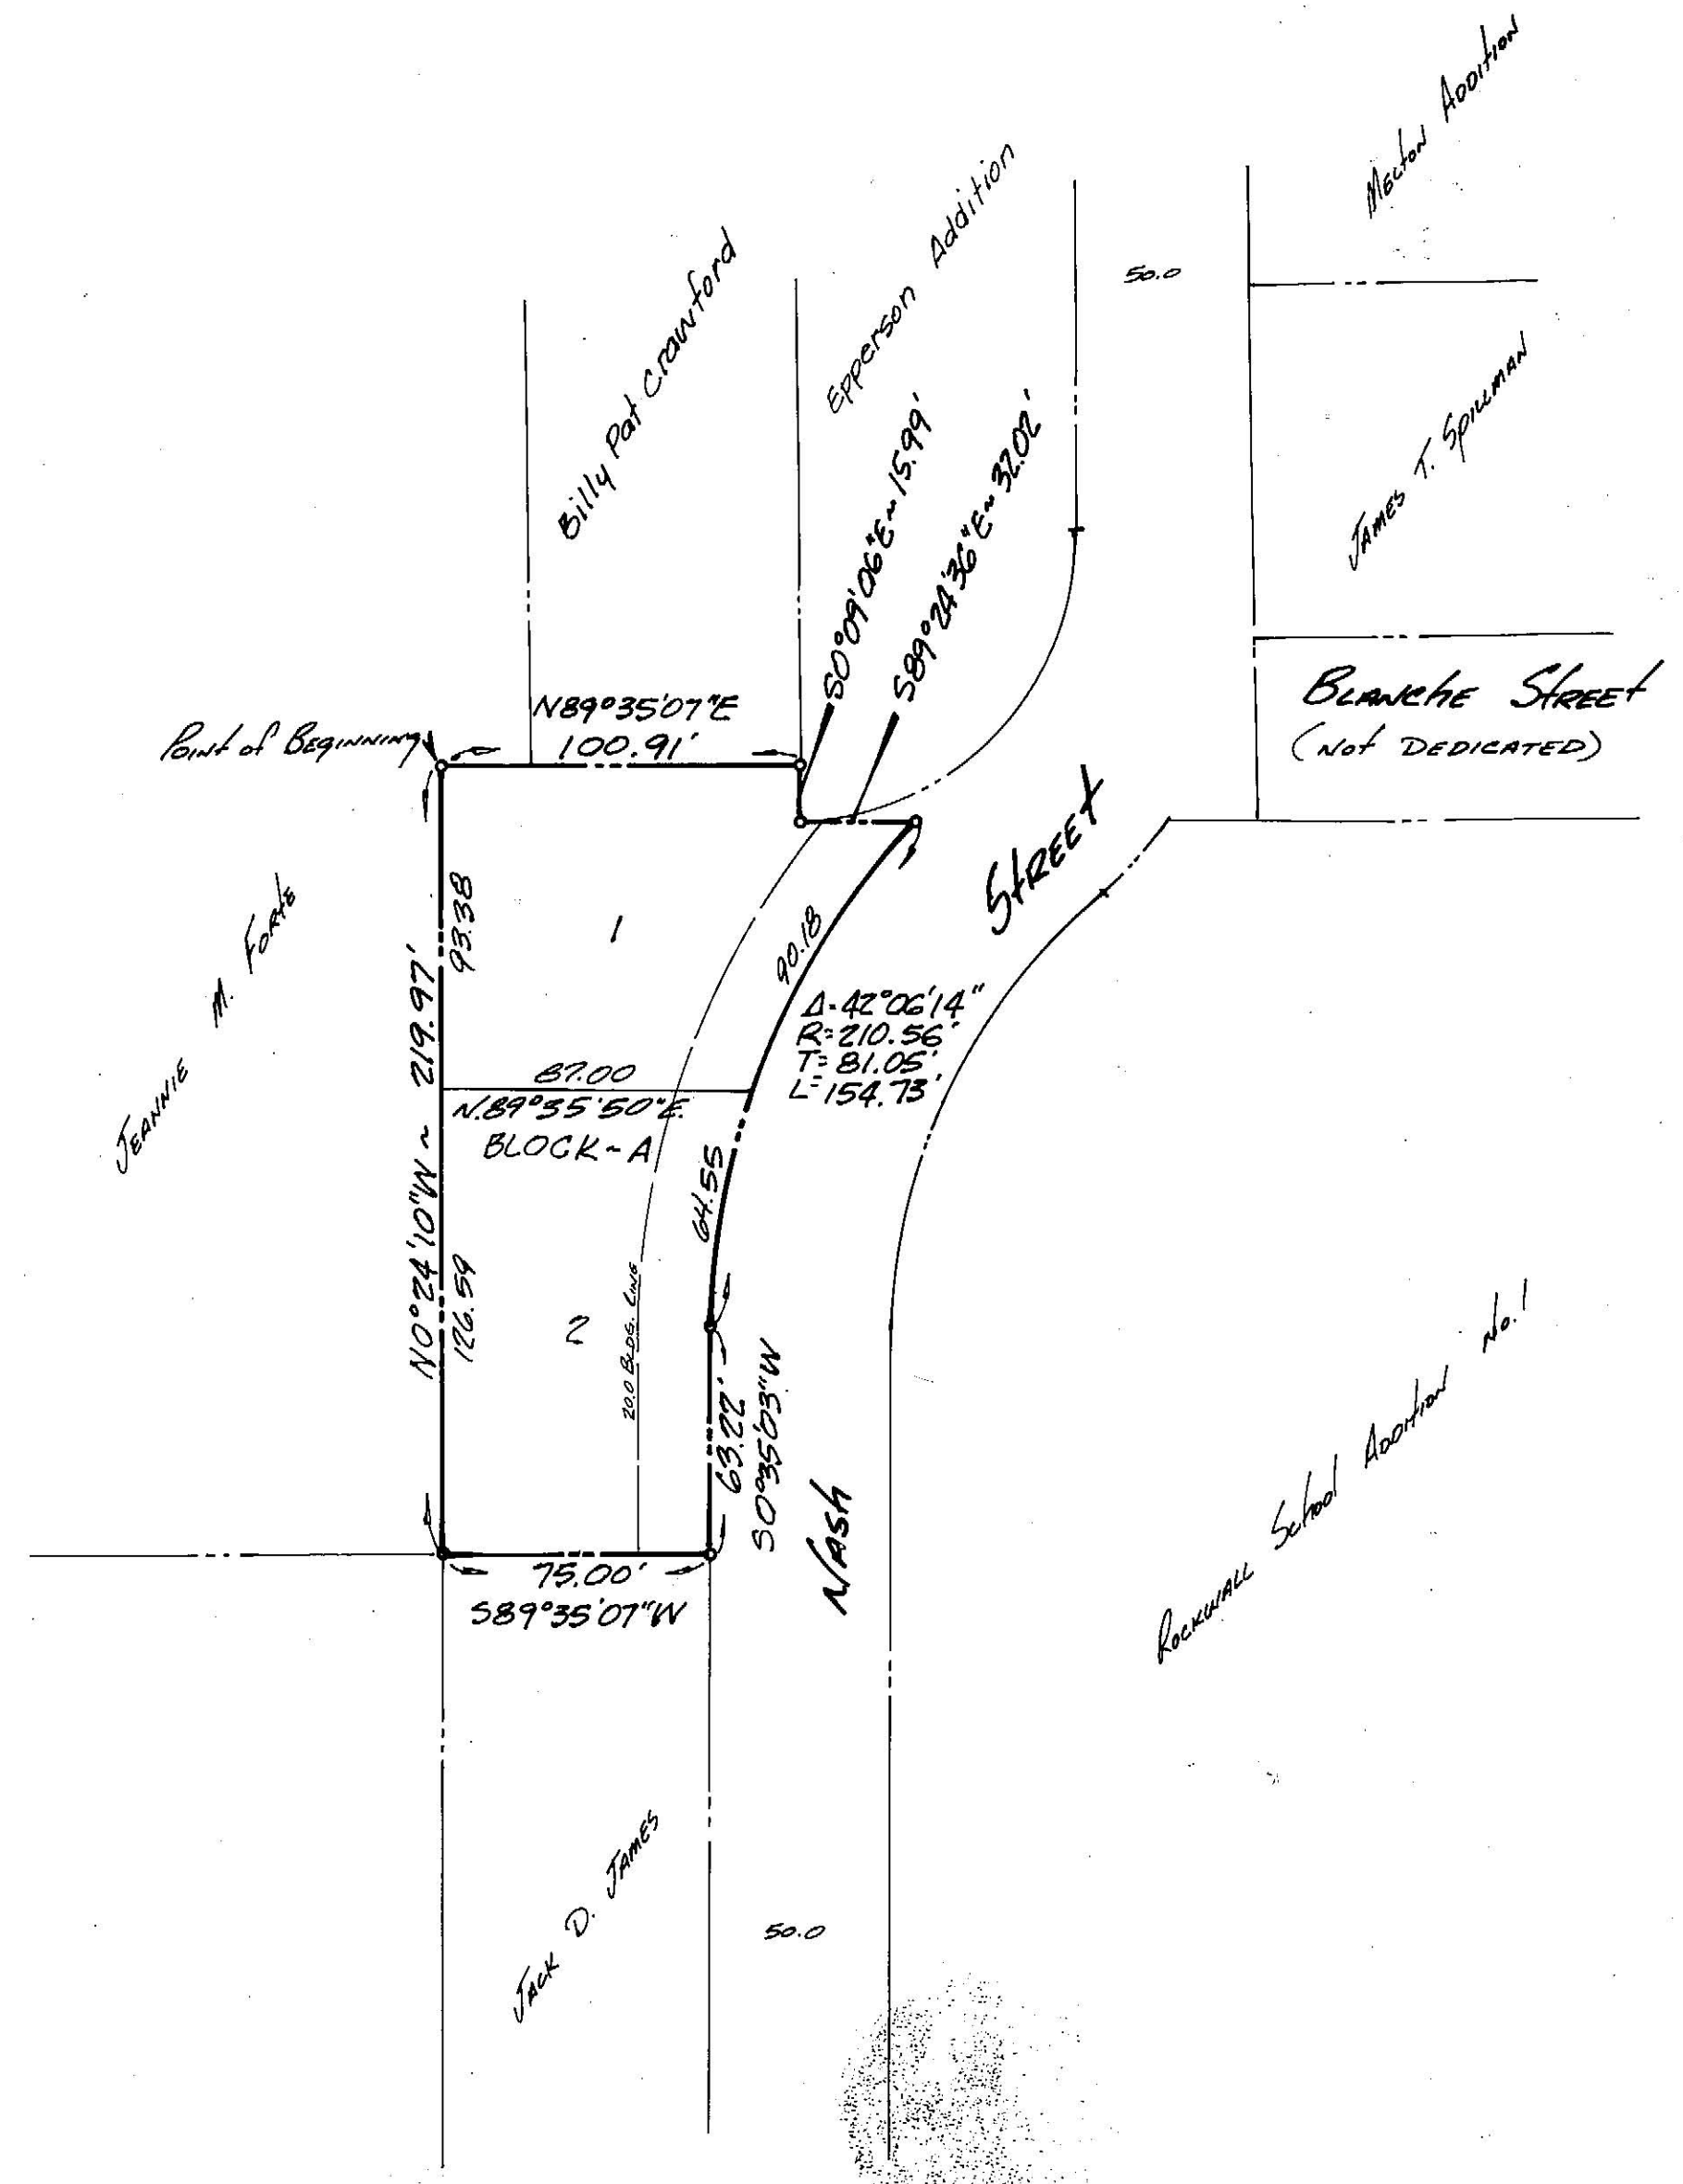 Melton Addition
Epperson Addition
50.0
Billy Pat Crawford
James T. Spillman
S0°09'06"E~15.99'
S89°24'36"E~32.02'
Blanche Street
(Not Dedicated)
N89°35'07"E
100.91'
Point of Beginning
Street
Jeannie M. Forte
93.38
1
90.18
Δ=42°06'14"
R=210.56'
T=81.05'
L=154.73'
N0°24'10"W ~ 219.97'
87.00
N.89°35'50"E.
BLOCK~A
64.55
126.59
2
20.0 Bldg. Line
63.22'
S0°35'03"W
Nash
Rockwall School Addition No.1
75.00'
S89°35'07"W
Jack D. James
50.0